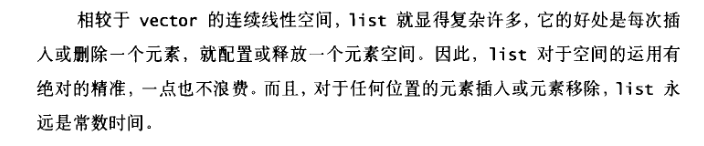 相较于 vector 的连续线性空间，list 就显得复杂许多，它的好处是每次插
入或删除一个元素，就配置或释放一个元素空间。因此，list 对于空间的运用有
绝对的精准，一点也不浪费。而且，对于任何位置的元素插入或元素移除，list 永
远是常数时间。